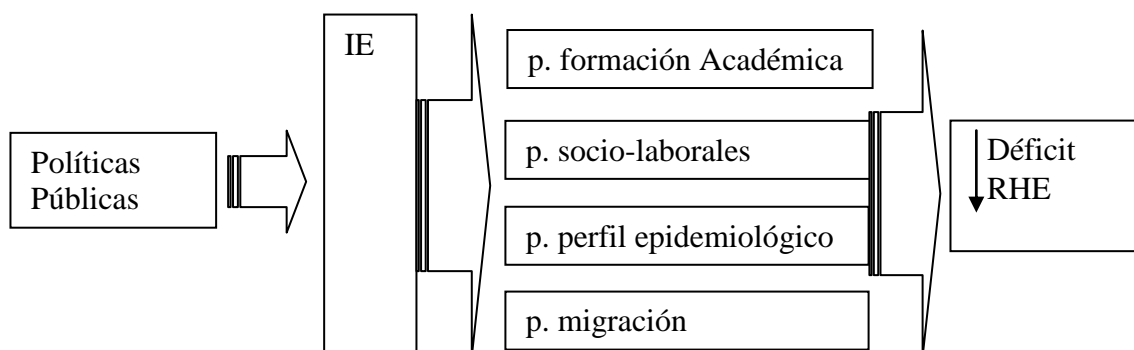 Políticas
Públicas
IE
p. formación Académica
p. socio-laborales
p. perfil epidemiológico
p. migración
Déficit
RHE